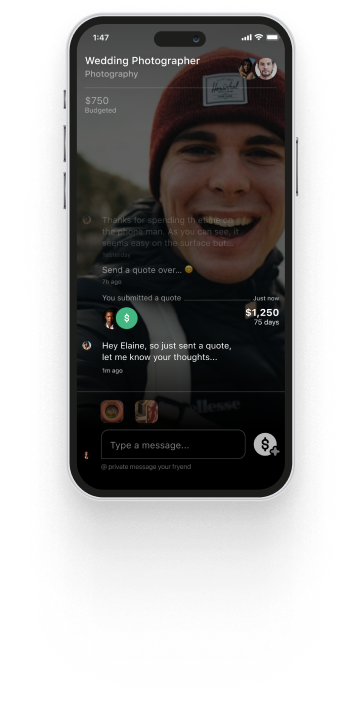 1:47
Wedding Photographer
Photography
$750
Budgeted
Thanks for spending th
the phone man. As you can see, it
seems easy on the surface but...
Yesterday
Send a quote over... 😊
7h ago
You submitted a quote
Just now
$1,250
75 days
Hey Elaine, so just sent a quote,
let me know your thoughts...
1m ago
ellesse
Type a message...
private message your fryend